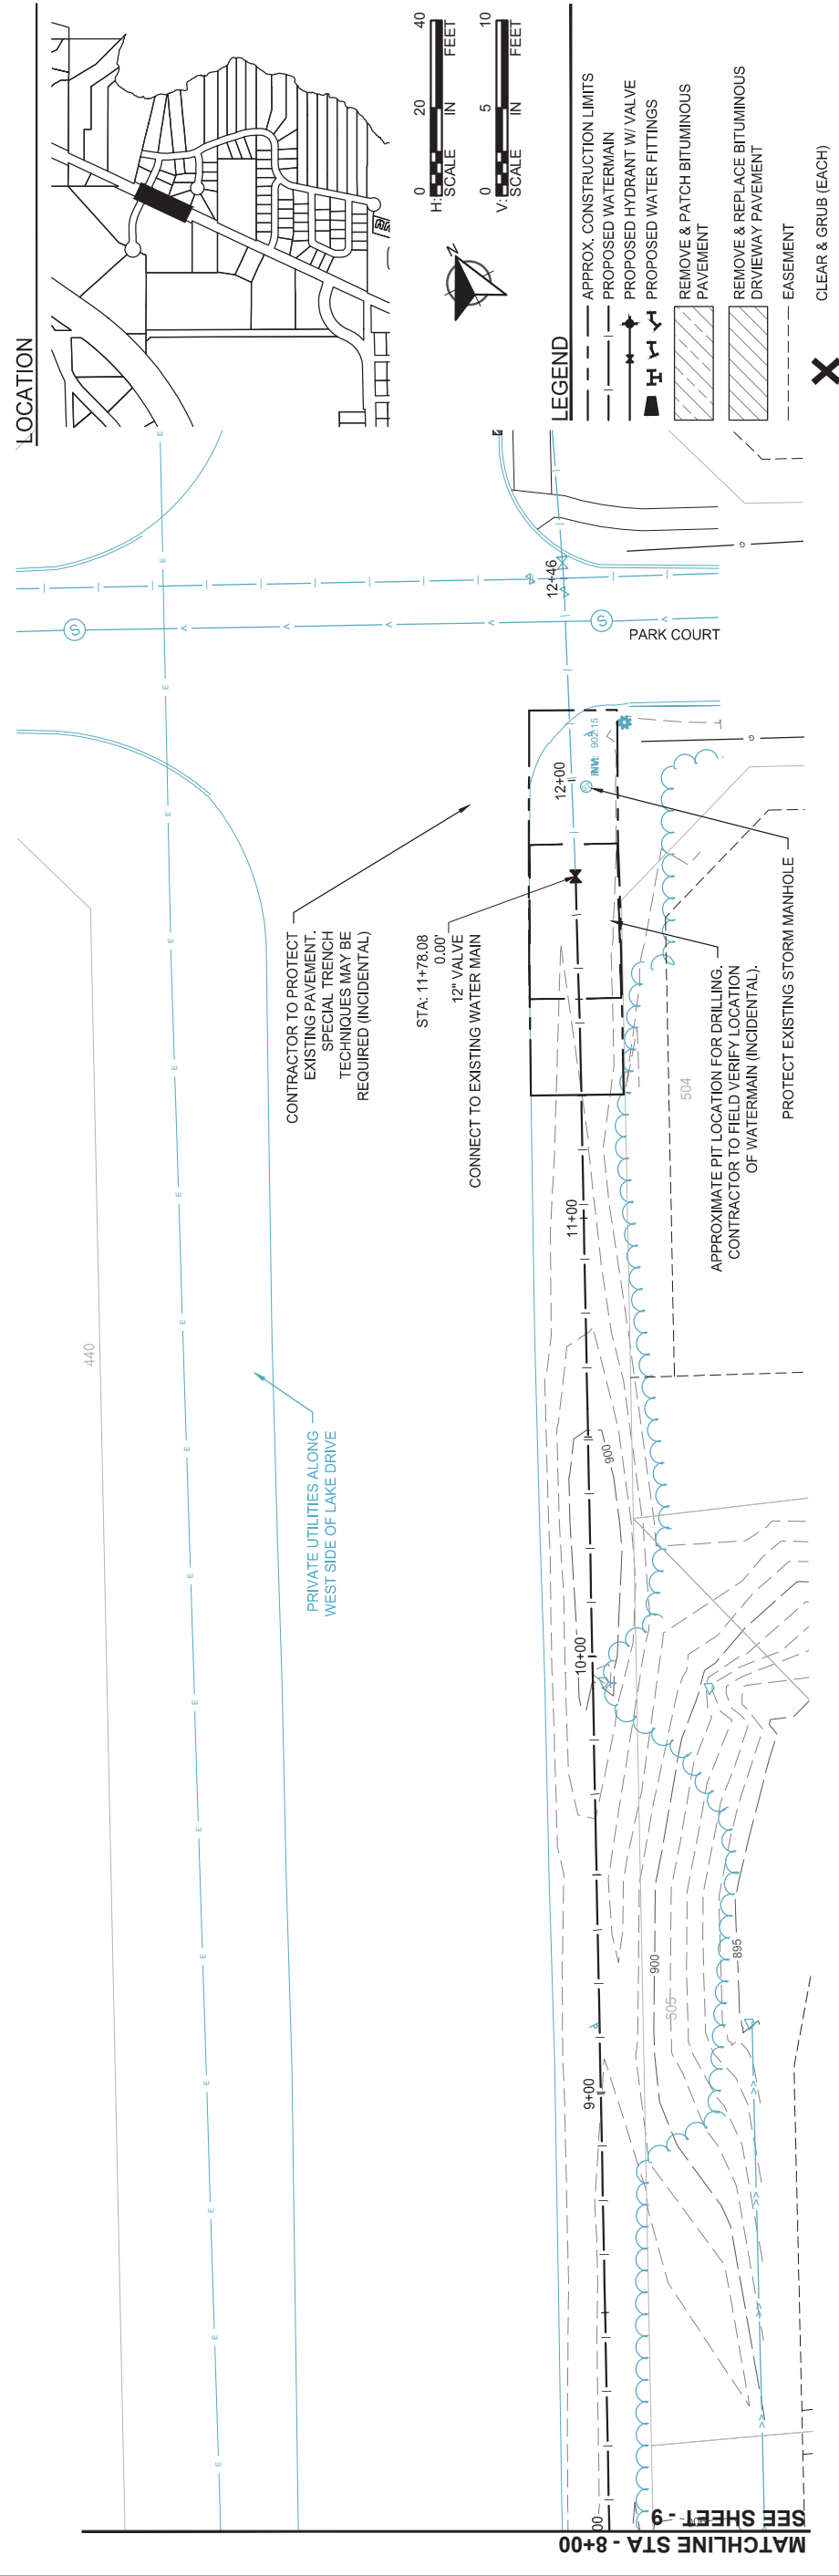 LOCATION
0 20 40
H:
SCALE IN FEET
0 5 10
V:
SCALE IN FEET
N
LEGEND
APPROX. CONSTRUCTION LIMITS
PROPOSED WATERMAIN
PROPOSED HYDRANT W/ VALVE
PROPOSED WATER FITTINGS
REMOVE & PATCH BITUMINOUS
PAVEMENT
REMOVE & REPLACE BITUMINOUS
DRVIEWAY PAVEMENT
EASEMENT
CLEAR & GRUB (EACH)
440
PRIVATE UTILITIES ALONG
WEST SIDE OF LAKE DRIVE
CONTRACTOR TO PROTECT
EXISTING PAVEMENT.
SPECIAL TRENCH
TECHNIQUES MAY BE
REQUIRED (INCIDENTAL)
STA: 11+78.08
0.00'
12" VALVE
CONNECT TO EXISTING WATER MAIN
12+46
PARK COURT
12+00
902.15
11+00
10+00
9+00
00
900
900
895
504
505
APPROXIMATE PIT LOCATION FOR DRILLING.
CONTRACTOR TO FIELD VERIFY LOCATION
OF WATERMAIN (INCIDENTAL).
PROTECT EXISTING STORM MANHOLE
MATCHLINE STA - 8+00
SEE SHEET - 9